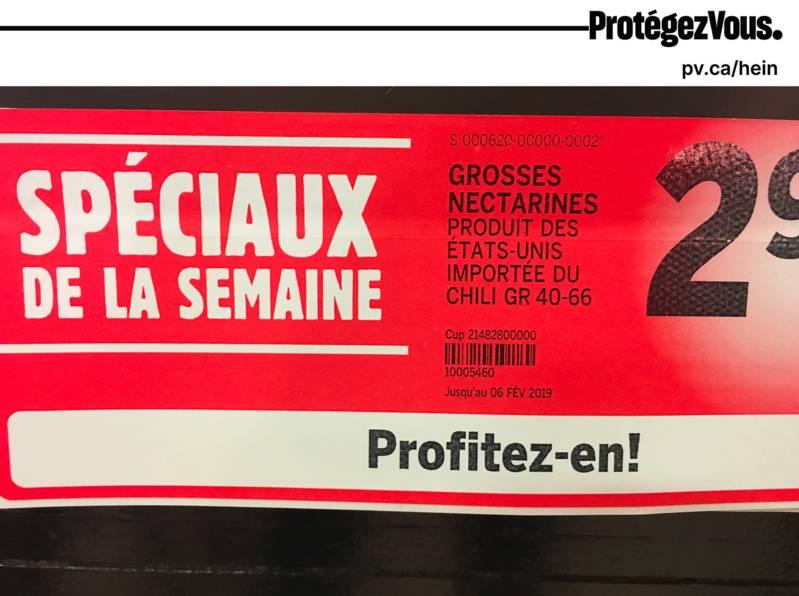 ProtégezVous.
pv.ca/hein
S 000620-00000-0002
SPÉCIAUX
DE LA SEMAINE
GROSSES
NECTARINES
PRODUIT DES
ÉTATS-UNIS
IMPORTÉE DU
CHILI GR 40-66
29
Cup 21482800000
10005460
Jusqu'au 06 FÉV 2019
Profitez-en!